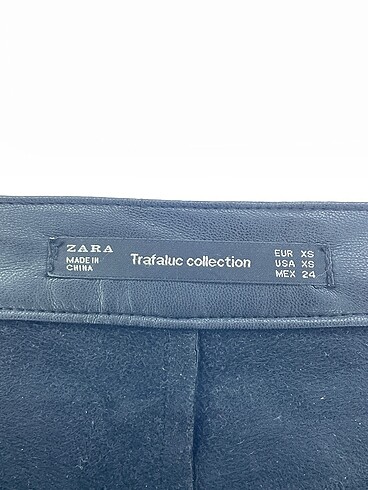 ZARA
MADE IN
CHINA
Trafaluc collection
EUR XS
USA XS
MEX 24